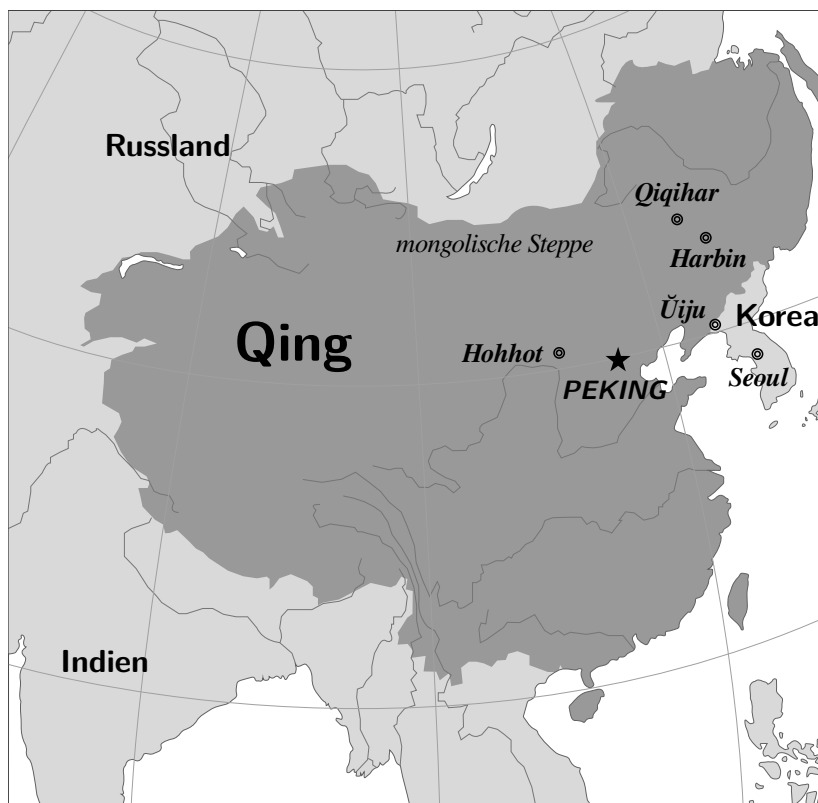 Russland
Qiqihar
mongolische Steppe
Harbin
Ŭiju
Korea
Qing
Hohhot
Seoul
PEKING
Indien